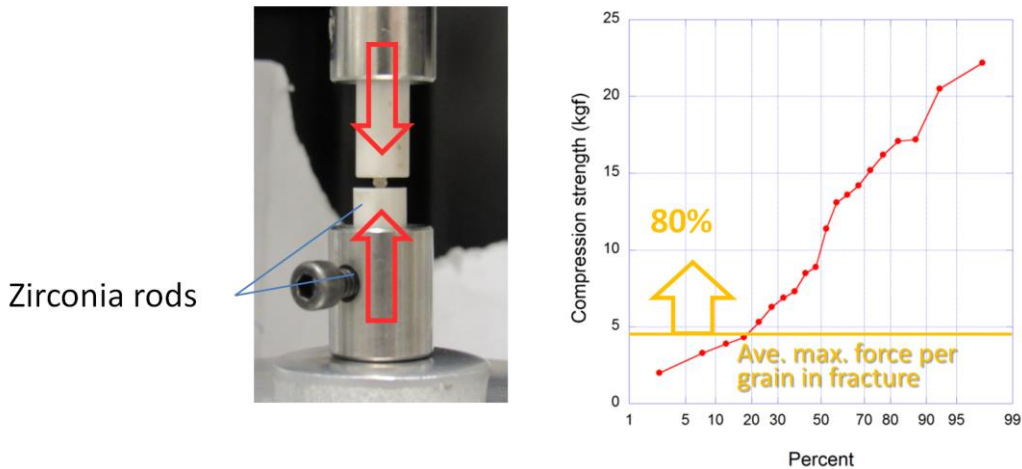 Zirconia rods
25
20
15
10
5
0
Compression strength (kgf)
80%
Ave. max. force per
grain in fracture
1 5 10 20 30 50 70 80 90 95 99
Percent